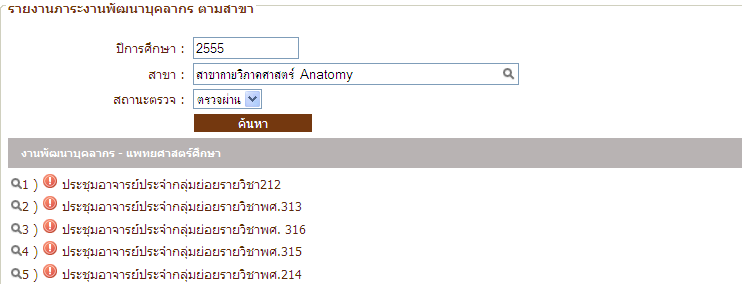 รายงานภาระงานพัฒนาบุคลากร ตามสาขา
ปีการศึกษา : 2555
สาขา : สาขากายวิภาคศาสตร์ Anatomy
สถานะตรวจ : ตรวจผ่าน
ค้นหา
งานพัฒนาบุคลากร - แพทยศาสตร์ศึกษา
1 ) ประชุมอาจารย์ประจำกลุ่มย่อยรายวิชา212
2 ) ประชุมอาจารย์ประจำกลุ่มย่อยรายวิชาพศ.313
3 ) ประชุมอาจารย์ประจำกลุ่มย่อยรายวิชาพศ. 316
4 ) ประชุมอาจารย์ประจำกลุ่มย่อยรายวิชาพศ.315
5 ) ประชุมอาจารย์ประจำกลุ่มย่อยรายวิชาพศ.214